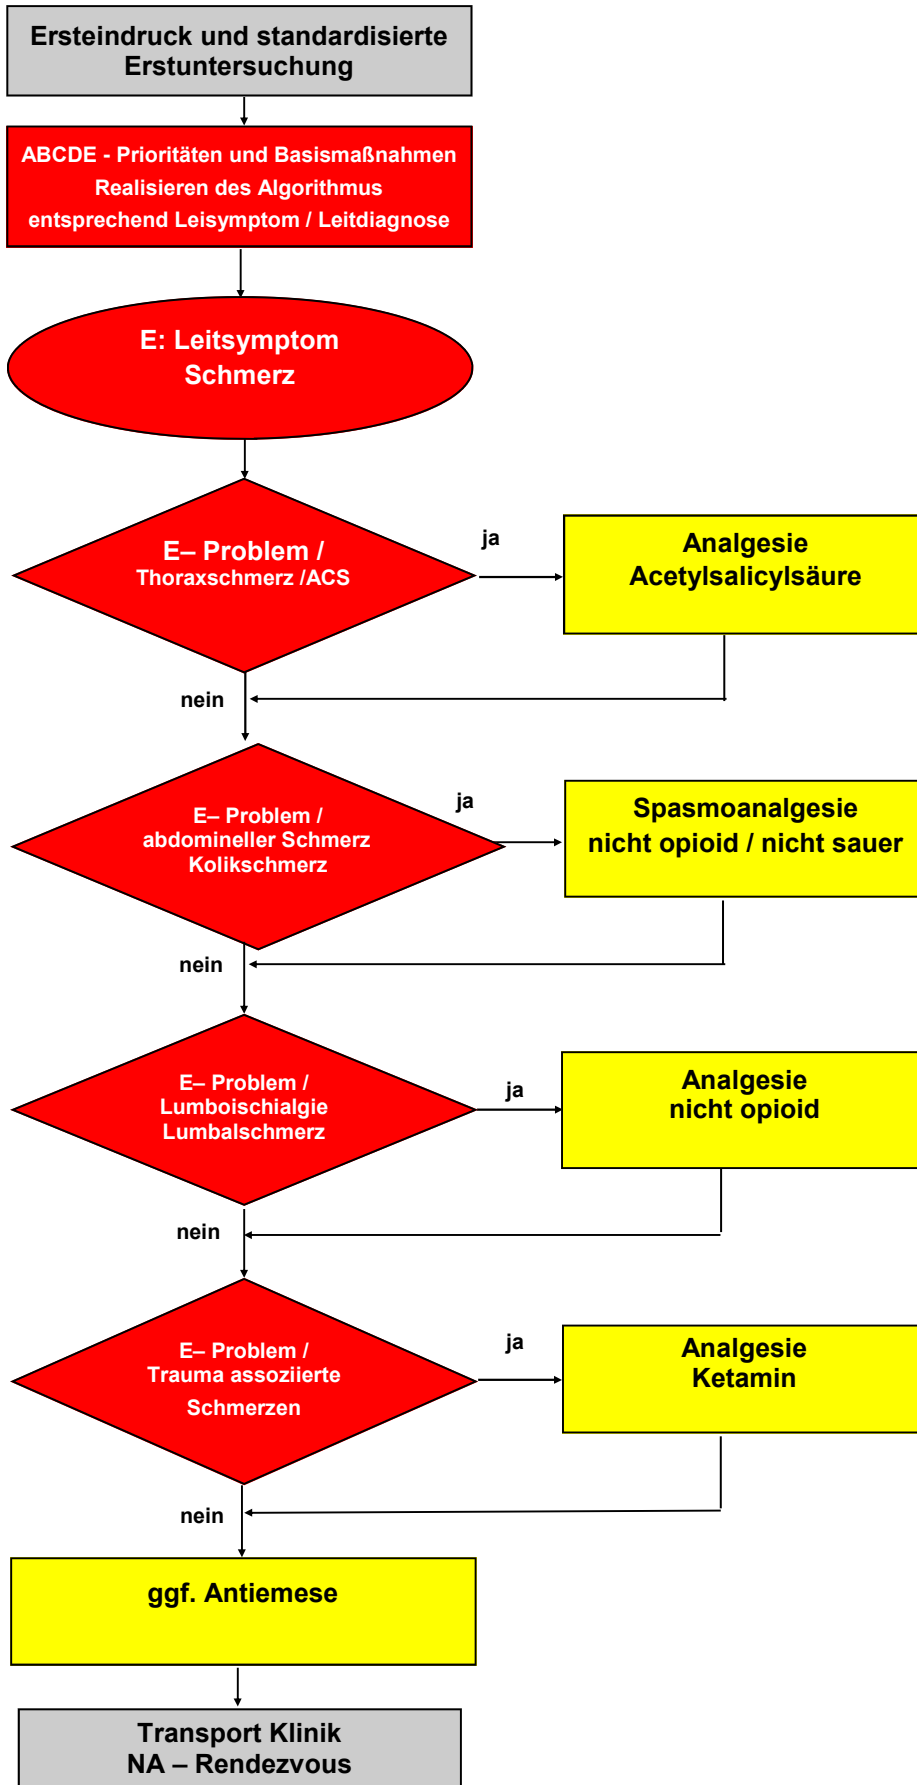 Ersteindruck und standardisierte
Erstuntersuchung
ABCDE - Prioritäten und Basismaßnahmen
Realisieren des Algorithmus
entsprechend Leisymptom / Leitdiagnose
E: Leitsymptom
Schmerz
E– Problem /
Thoraxschmerz /ACS
ja
Analgesie
Acetylsalicylsäure
nein
E– Problem /
abdomineller Schmerz
Kolikschmerz
ja
Spasmoanalgesie
nicht opioid / nicht sauer
nein
E– Problem /
Lumboischialgie
Lumbalschmerz
ja
Analgesie
nicht opioid
nein
E– Problem /
Trauma assoziierte
Schmerzen
ja
Analgesie
Ketamin
nein
ggf. Antiemese
Transport Klinik
NA – Rendezvous